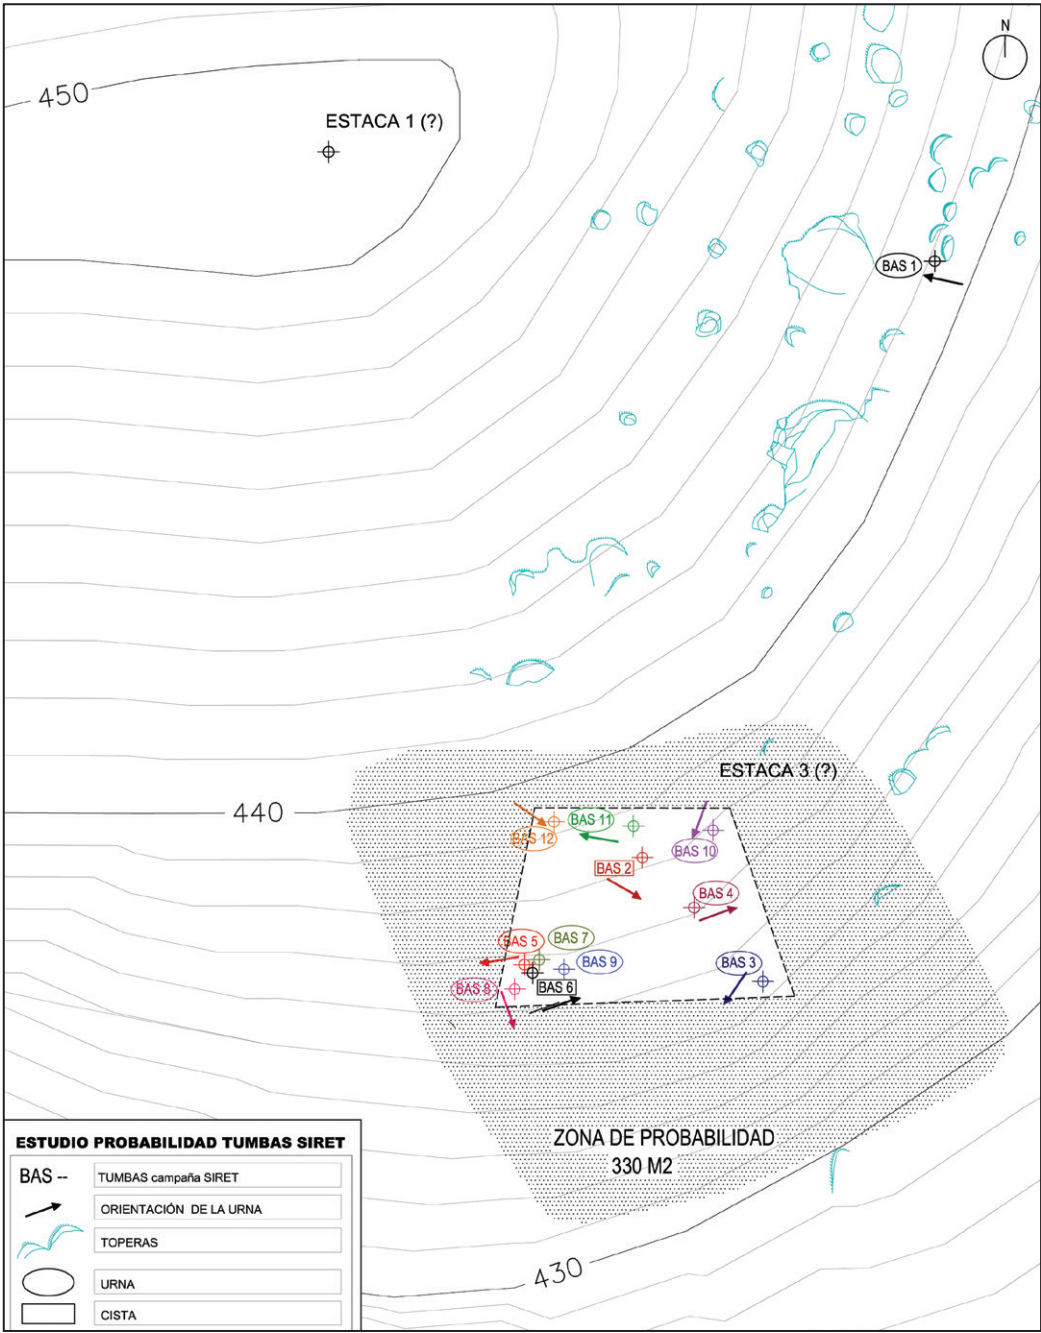 N
450
ESTACA 1 (?)
BAS 1
ESTACA 3 (?)
440
BAS 11
BAS 12
BAS 10
BAS 2
BAS 4
BAS 5
BAS 7
BAS 9
BAS 3
BAS 8
BAS 6
ZONA DE PROBABILIDAD
330 M2
430
ESTUDIO PROBABILIDAD TUMBAS SIRET
BAS -- TUMBAS campaña SIRET
ORIENTACIÓN DE LA URNA
TOPERAS
URNA
CISTA